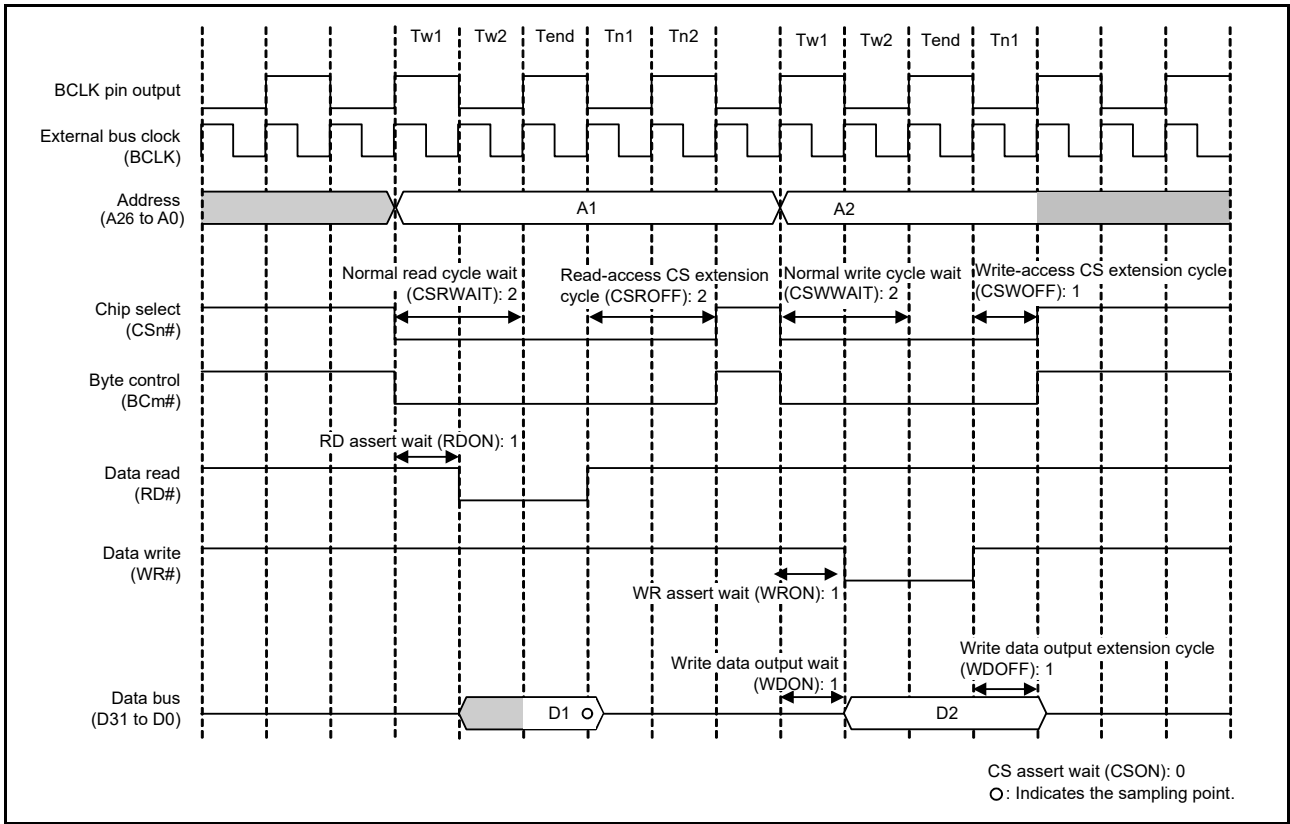 Tw1 Tw2 Tend Tn1 Tn2 Tw1 Tw2 Tend Tn1
BCLK pin output
External bus clock
(BCLK)
Address
(A26 to A0)
A1
A2
Normal read cycle wait
(CSRWAIT): 2
Read-access CS extension
cycle (CSROFF): 2
Normal write cycle wait
(CSWWAIT): 2
Write-access CS extension cycle
(CSWOFF): 1
Chip select
(CSn#)
Byte control
(BCm#)
RD assert wait (RDON): 1
Data read
(RD#)
Data write
(WR#)
WR assert wait (WRON): 1
Write data output wait
(WDON): 1
Write data output extension cycle
(WDOFF): 1
Data bus
(D31 to D0)
D1
D2
CS assert wait (CSON): 0
: Indicates the sampling point.